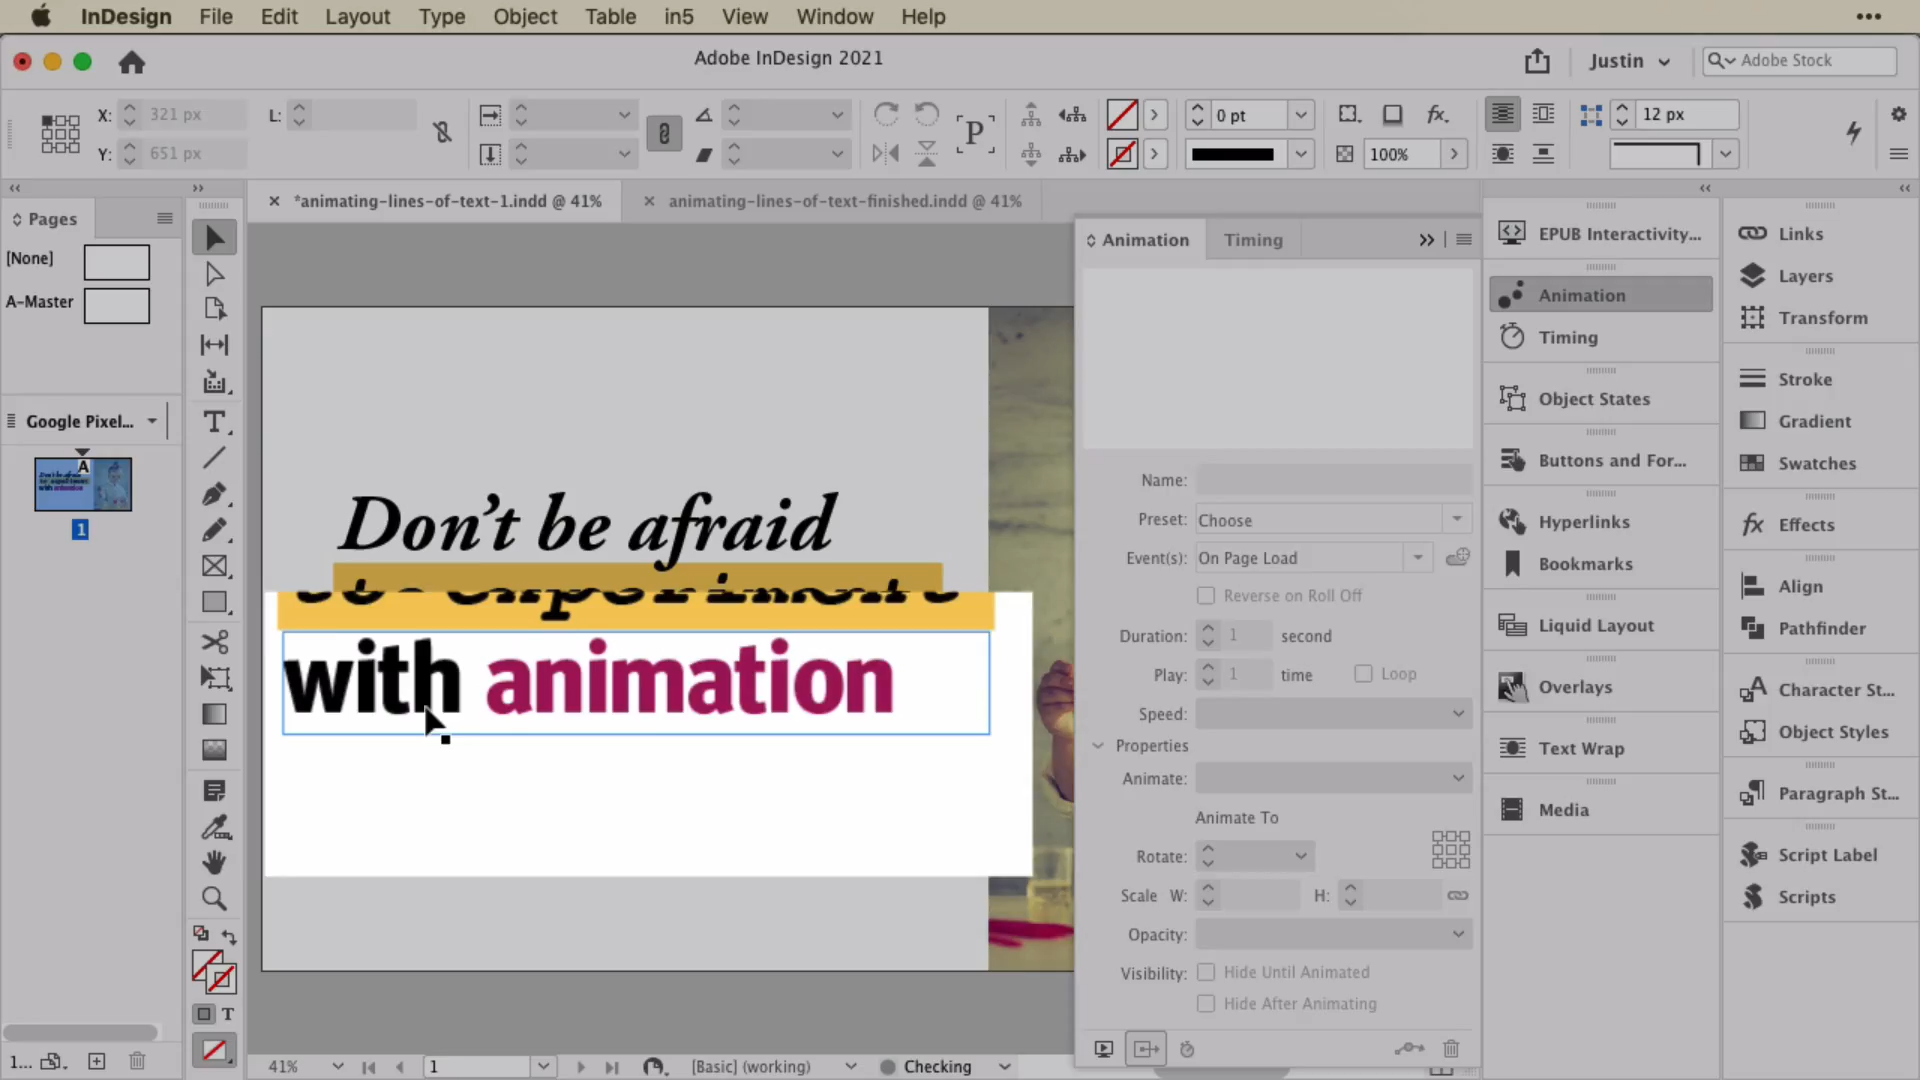 InDesign File Edit Layout Type Object Table in5 View Window Help
Adobe InDesign 2021
Justin
Adobe Stock
X: 321 px
L:
0 pt
fx.
12 px
Y: 651 px
P
100%
Pages
*animating-lines-of-text-1.indd @ 41%
animating-lines-of-text-finished.indd @ 41%
[None]
A-Master
Google Pixel...
A
1
Don't be afraid
to experiment
with animation
T
T
Animation
Timing
Name:
Preset: Choose
Event(s): On Page Load
Reverse on Roll Off
Duration: 1 second
Play: 1 time
Loop
Speed:
Properties
Animate:
Animate To
Rotate:
Scale W:
H:
Opacity:
Visibility: Hide Until Animated
Hide After Animating
EPUB Interactivity...
Animation
Timing
Object States
Buttons and For...
Hyperlinks
Bookmarks
Liquid Layout
Overlays
Text Wrap
Media
Links
Layers
Transform
Stroke
Gradient
Swatches
fx Effects
Align
Pathfinder
Character St...
Object Styles
Paragraph St...
Script Label
Scripts
1...
41%
1
[Basic] (working)
Checking